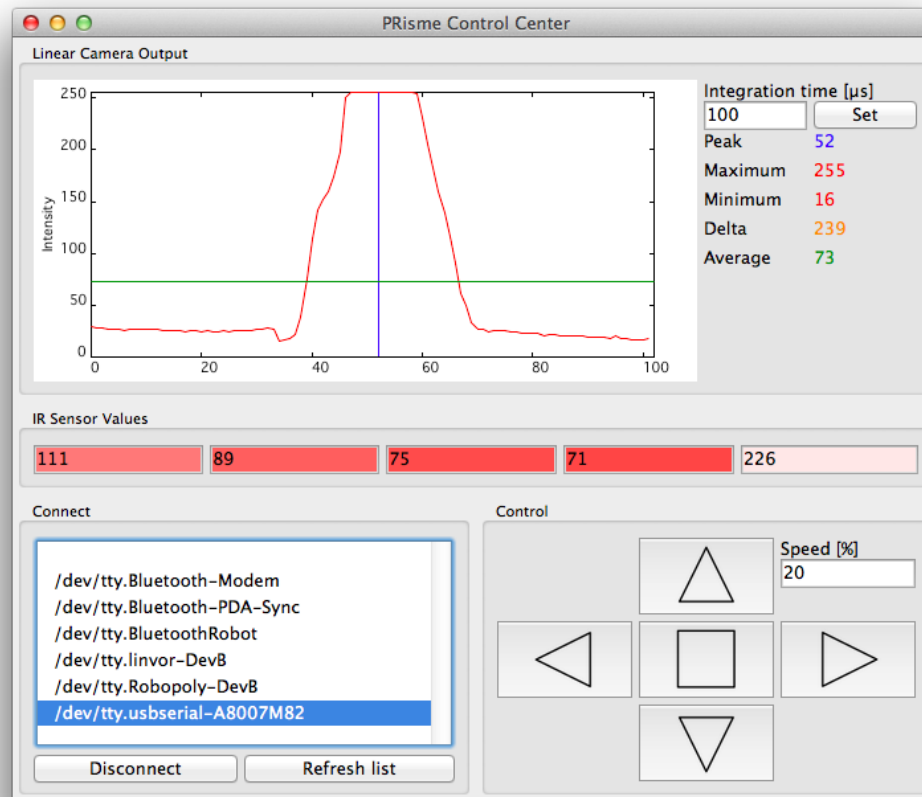 PRisme Control Center
Linear Camera Output
250
200
150
100
50
0
Intensity
0 20 40 60 80 100
Integration time [µs]
100 Set
Peak 52
Maximum 255
Minimum 16
Delta 239
Average 73
IR Sensor Values
111 89 75 71 226
Connect
/dev/tty.Bluetooth-Modem
/dev/tty.Bluetooth-PDA-Sync
/dev/tty.BluetoothRobot
/dev/tty.linvor-DevB
/dev/tty.Robopoly-DevB
/dev/tty.usbserial-A8007M82
Disconnect Refresh list
Control
Speed [%]
20